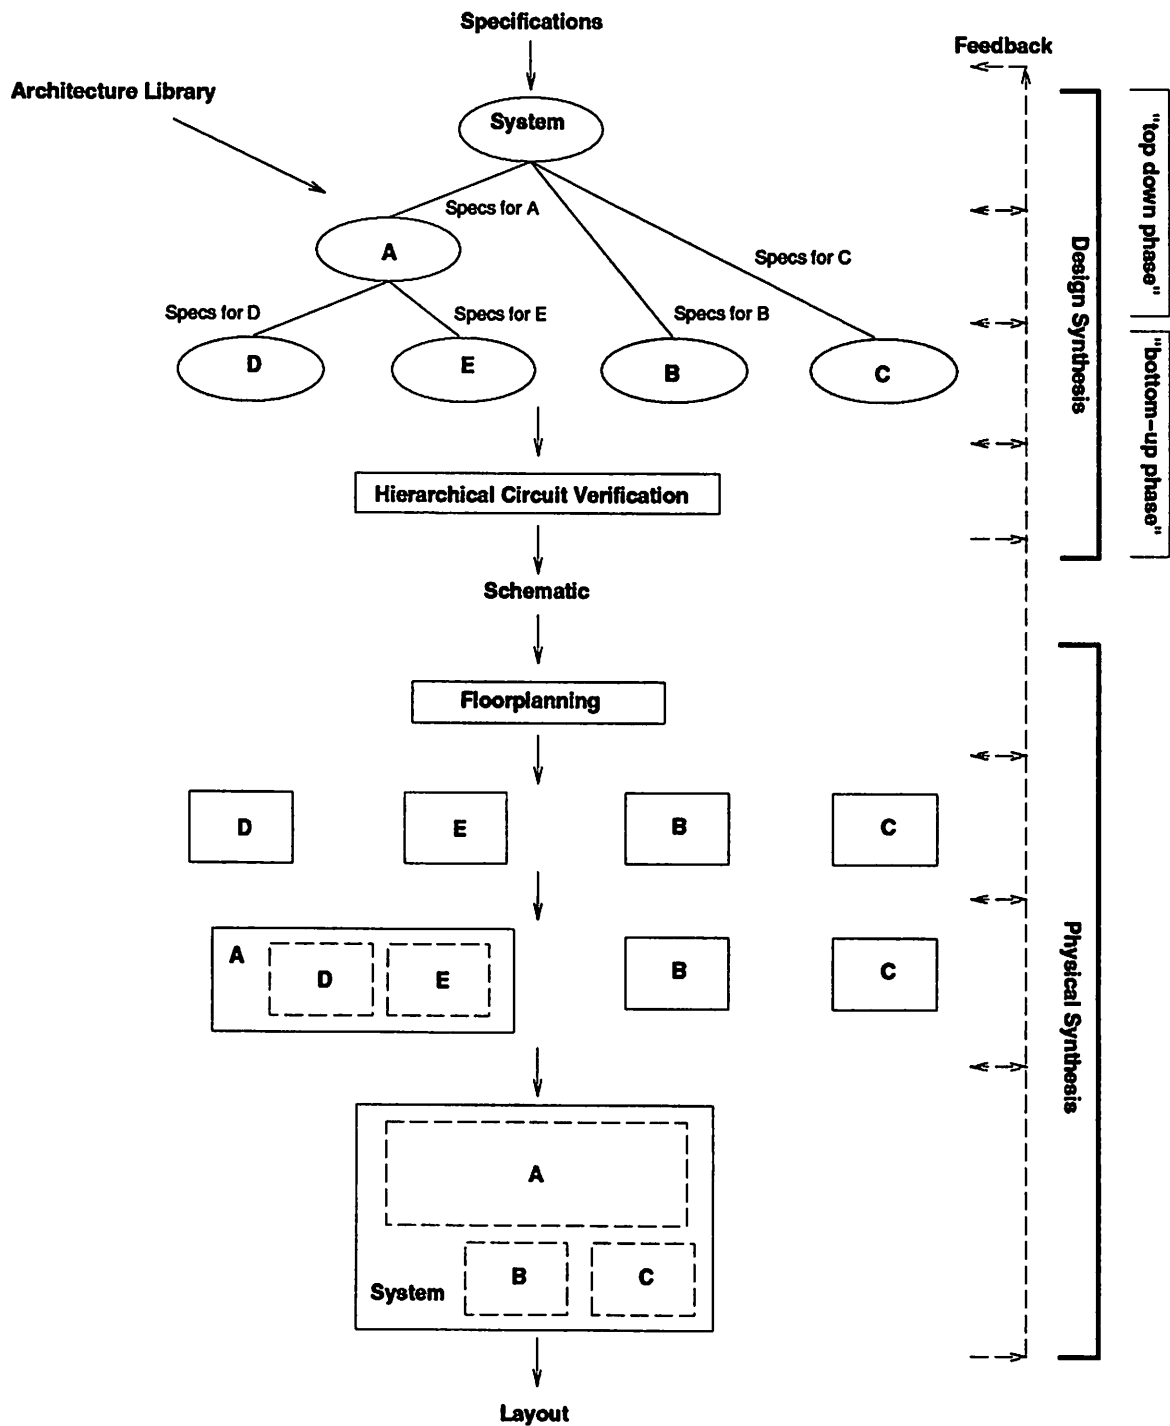 Specifications
Feedback
Architecture Library
System
"top down phase"
Specs for A
A
Specs for C
Design Synthesis
Specs for D
Specs for E
Specs for B
D
E
B
C
"bottom-up phase"
Hierarchical Circuit Verification
Schematic
Floorplanning
D
E
B
C
Physical Synthesis
A
D
E
B
C
A
B
C
System
Layout